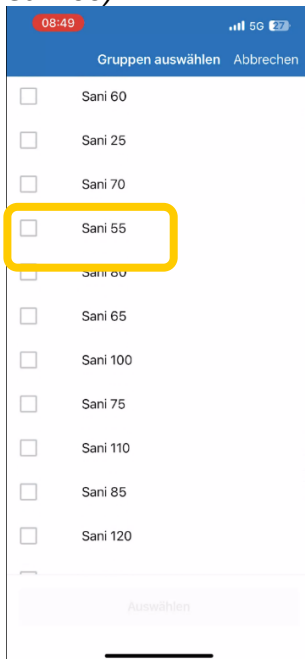 08:49 5G 27
Gruppen auswählen Abbrechen
Sani 60
Sani 25
Sani 70
Sani 55
Sani 80
Sani 65
Sani 100
Sani 75
Sani 110
Sani 85
Sani 120
Auswählen